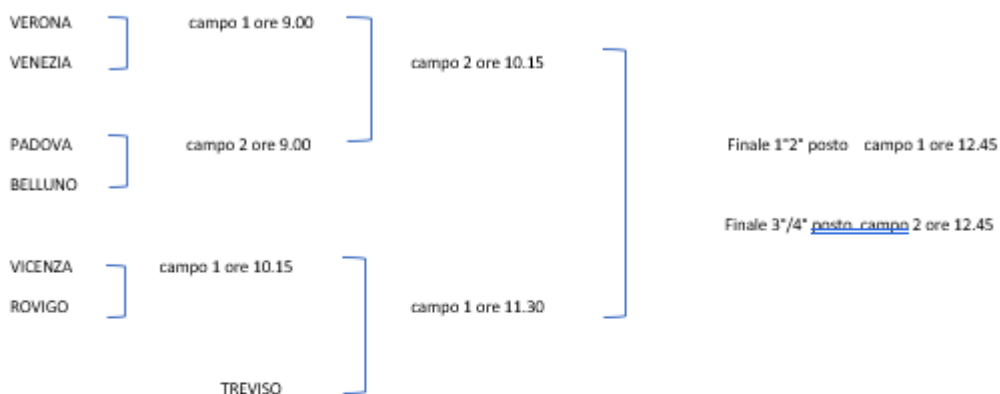 VERONA campo 1 ore 9.00
VENEZIA campo 2 ore 10.15
PADOVA campo 2 ore 9.00 Finale 1°2° posto campo 1 ore 12.45
BELLUNO
Finale 3°/4° posto campo 2 ore 12.45
VICENZA campo 1 ore 10.15
ROVIGO campo 1 ore 11.30
TREVISO